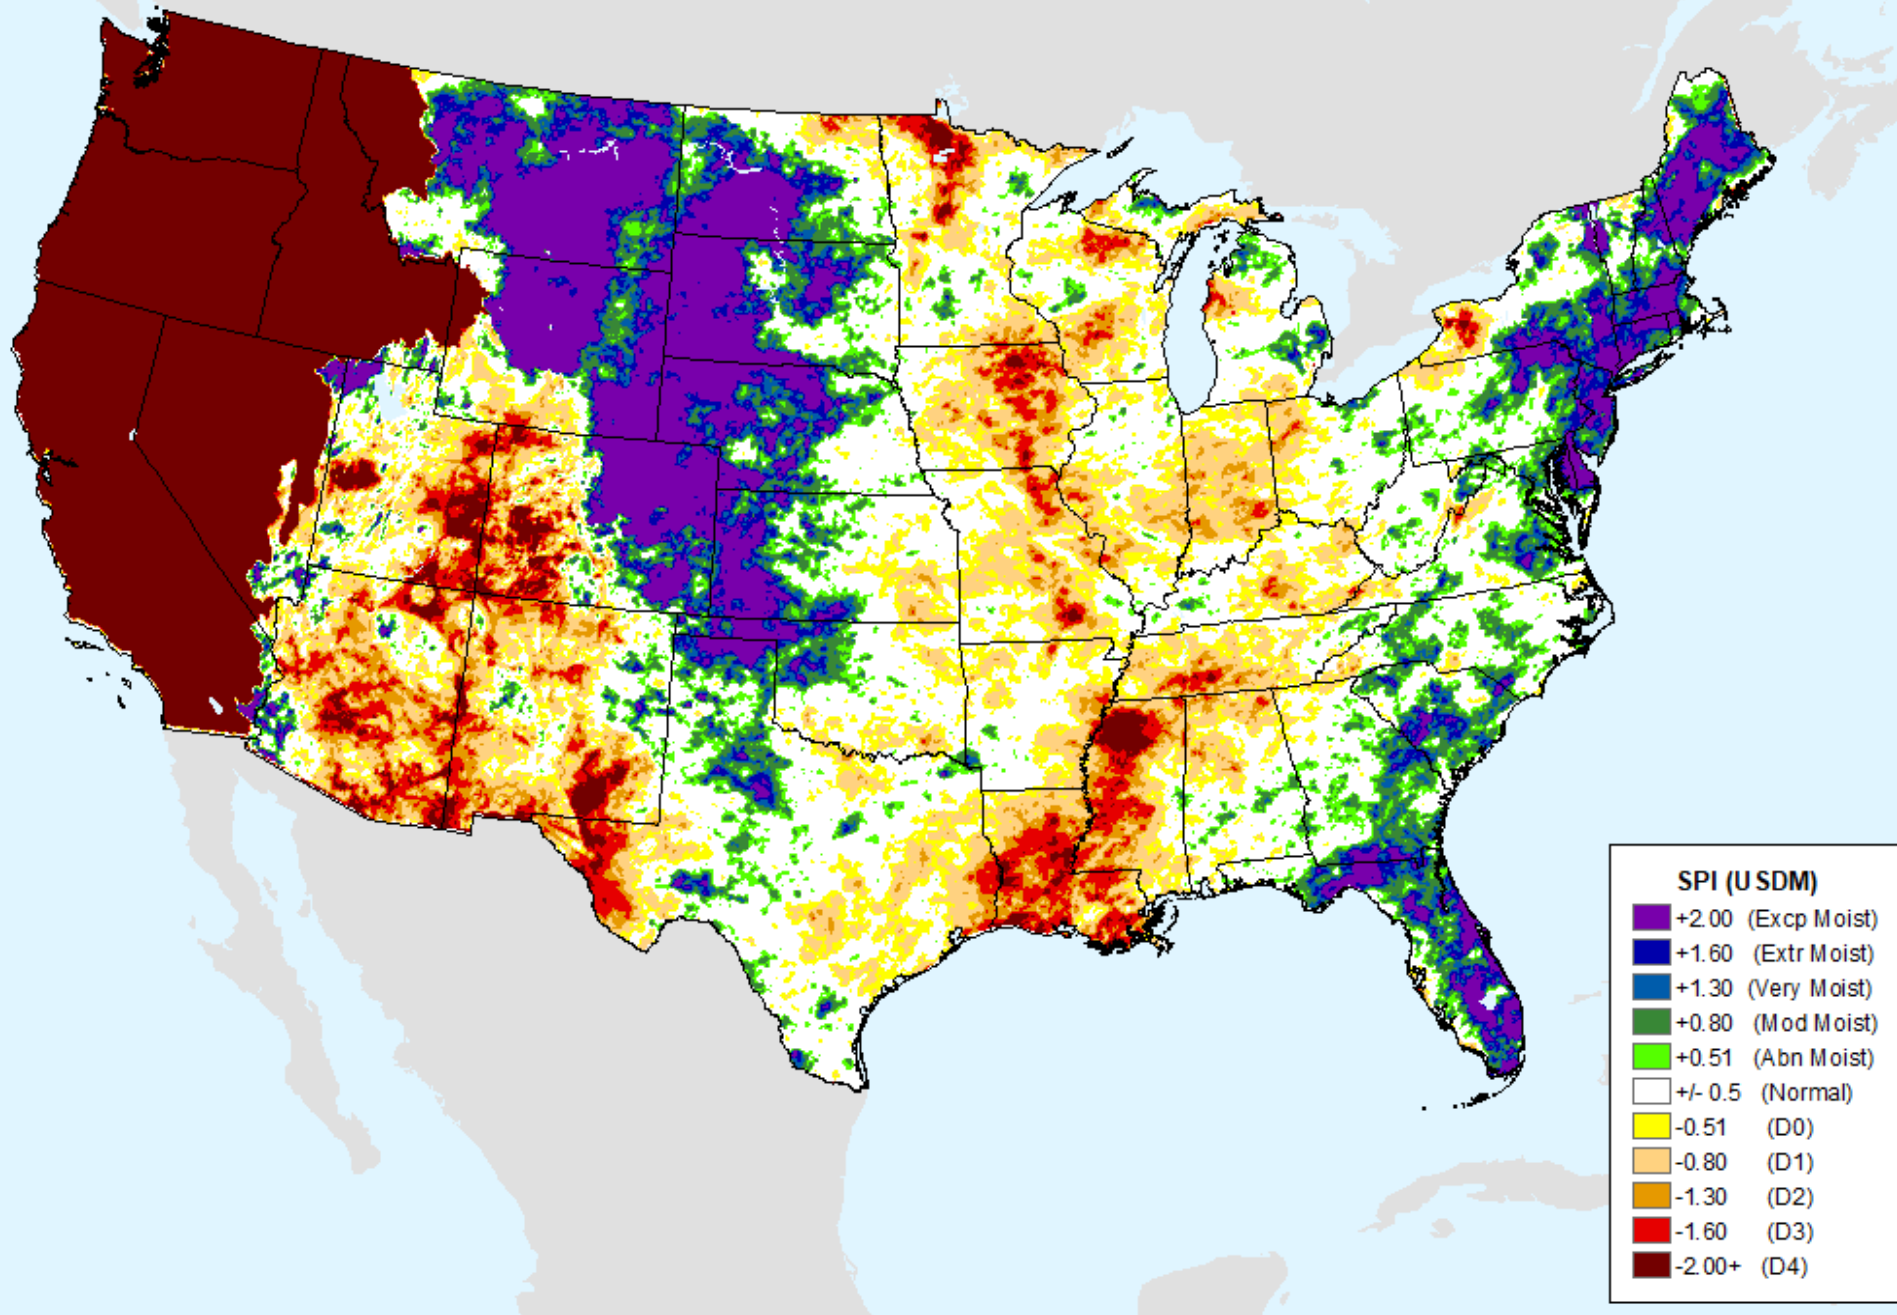 SPI (USDM)
+2.00 (Excp Moist)
+1.60 (Extr Moist)
+1.30 (Very Moist)
+0.80 (Mod Moist)
+0.51 (Abn Moist)
+/- 0.5 (Normal)
-0.51 (D0)
-0.80 (D1)
-1.30 (D2)
-1.60 (D3)
-2.00+ (D4)